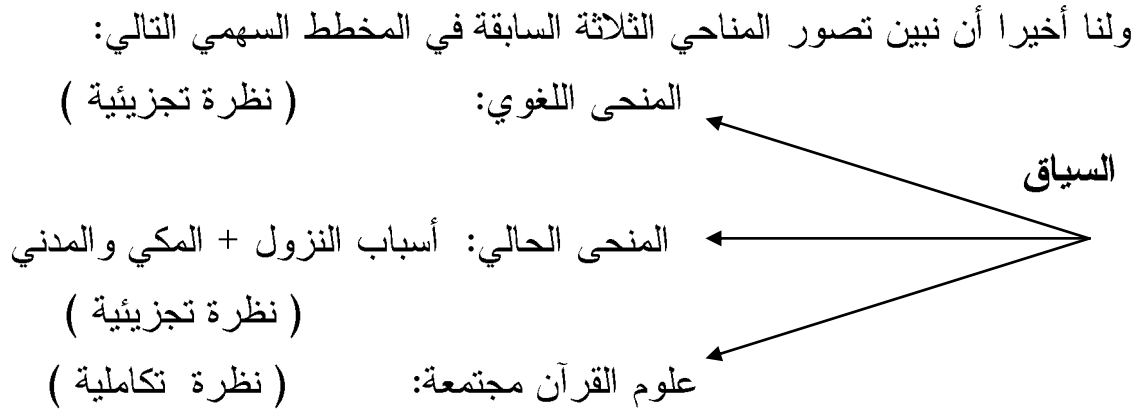 ولنا أخيرا أن نبين تصور المناحي الثلاثة السابقة في المخطط السهمي التالي:
المنحى اللغوي: ( نظرة تجزيئية )
السياق
المنحى الحالي: أسباب النزول + المكي والمدني
( نظرة تجزيئية )
علوم القرآن مجتمعة: ( نظرة تكاملية )